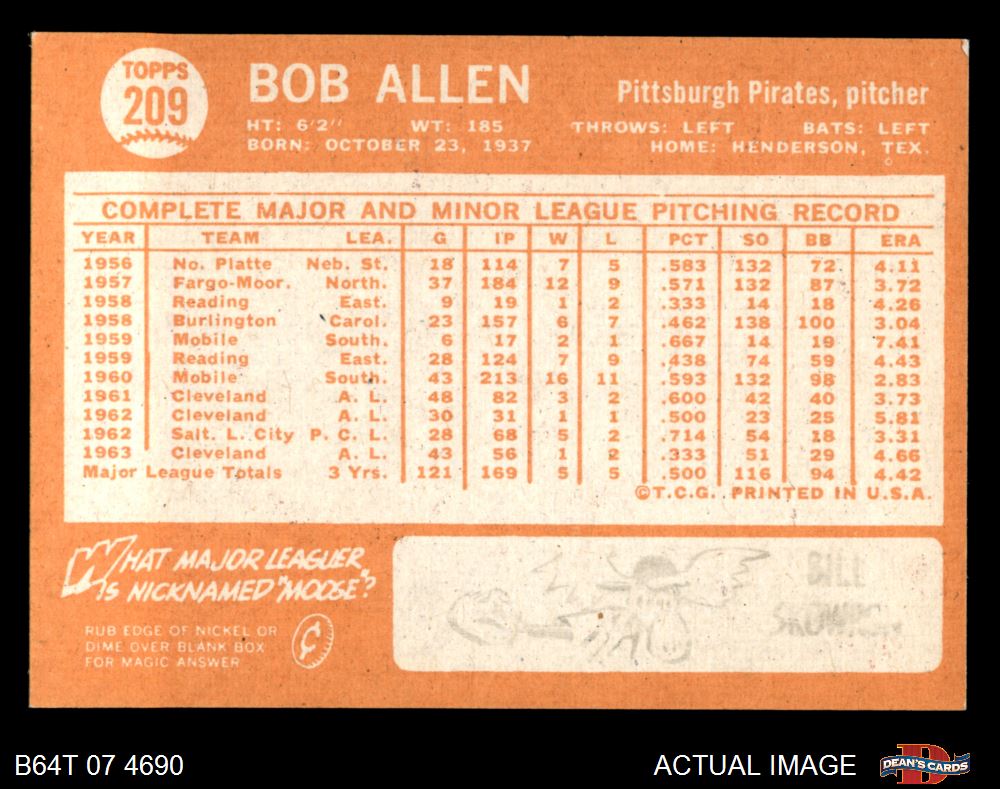 TOPPS
209
BOB ALLEN
Pittsburgh Pirates, pitcher
HT: 6'2" WT: 185 THROWS: LEFT BATS: LEFT
BORN: OCTOBER 23, 1937 HOME: HENDERSON, TEX.
COMPLETE MAJOR AND MINOR LEAGUE PITCHING RECORD
YEAR TEAM LEA. G IP W L PCT SO BB ERA
1956 No. Platte Neb. St. 18 114 7 5 .583 132 72 4.11
1957 Fargo-Moor. North. 37 184 12 9 .571 132 87 3.72
1958 Reading East. 9 19 1 2 .333 14 18 4.26
1958 Burlington Carol. 23 157 6 7 .462 138 100 3.04
1959 Mobile South. 6 17 2 1 .667 14 19 7.41
1959 Reading East. 28 124 7 9 .438 74 59 4.43
1960 Mobile South. 43 213 16 11 .593 132 98 2.83
1961 Cleveland A. L. 48 82 3 2 .600 42 40 3.73
1962 Cleveland A. L. 30 31 1 1 .500 23 25 5.81
1962 Salt. L. City P. C. L. 28 68 5 2 .714 54 18 3.31
1963 Cleveland A. L. 43 56 1 2 .333 51 29 4.66
Major League Totals 3 Yrs. 121 169 5 5 .500 116 94 4.42
©T.C.G. PRINTED IN U.S.A.
WHAT MAJOR LEAGUER
IS NICKNAMED "MOOSE"?
RUB EDGE OF NICKEL OR
DIME OVER BLANK BOX
FOR MAGIC ANSWER
¢
BILL
SKOWRON
B64T 07 4690
ACTUAL IMAGE
D
DEAN'S CARDS